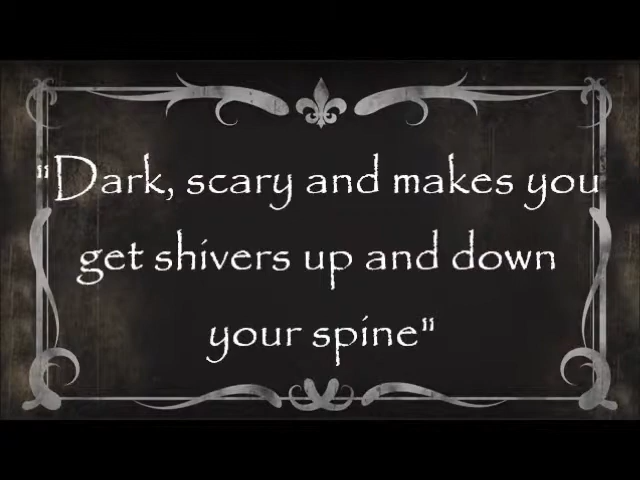 "Dark, scary and makes you
get shivers up and down
your spine"